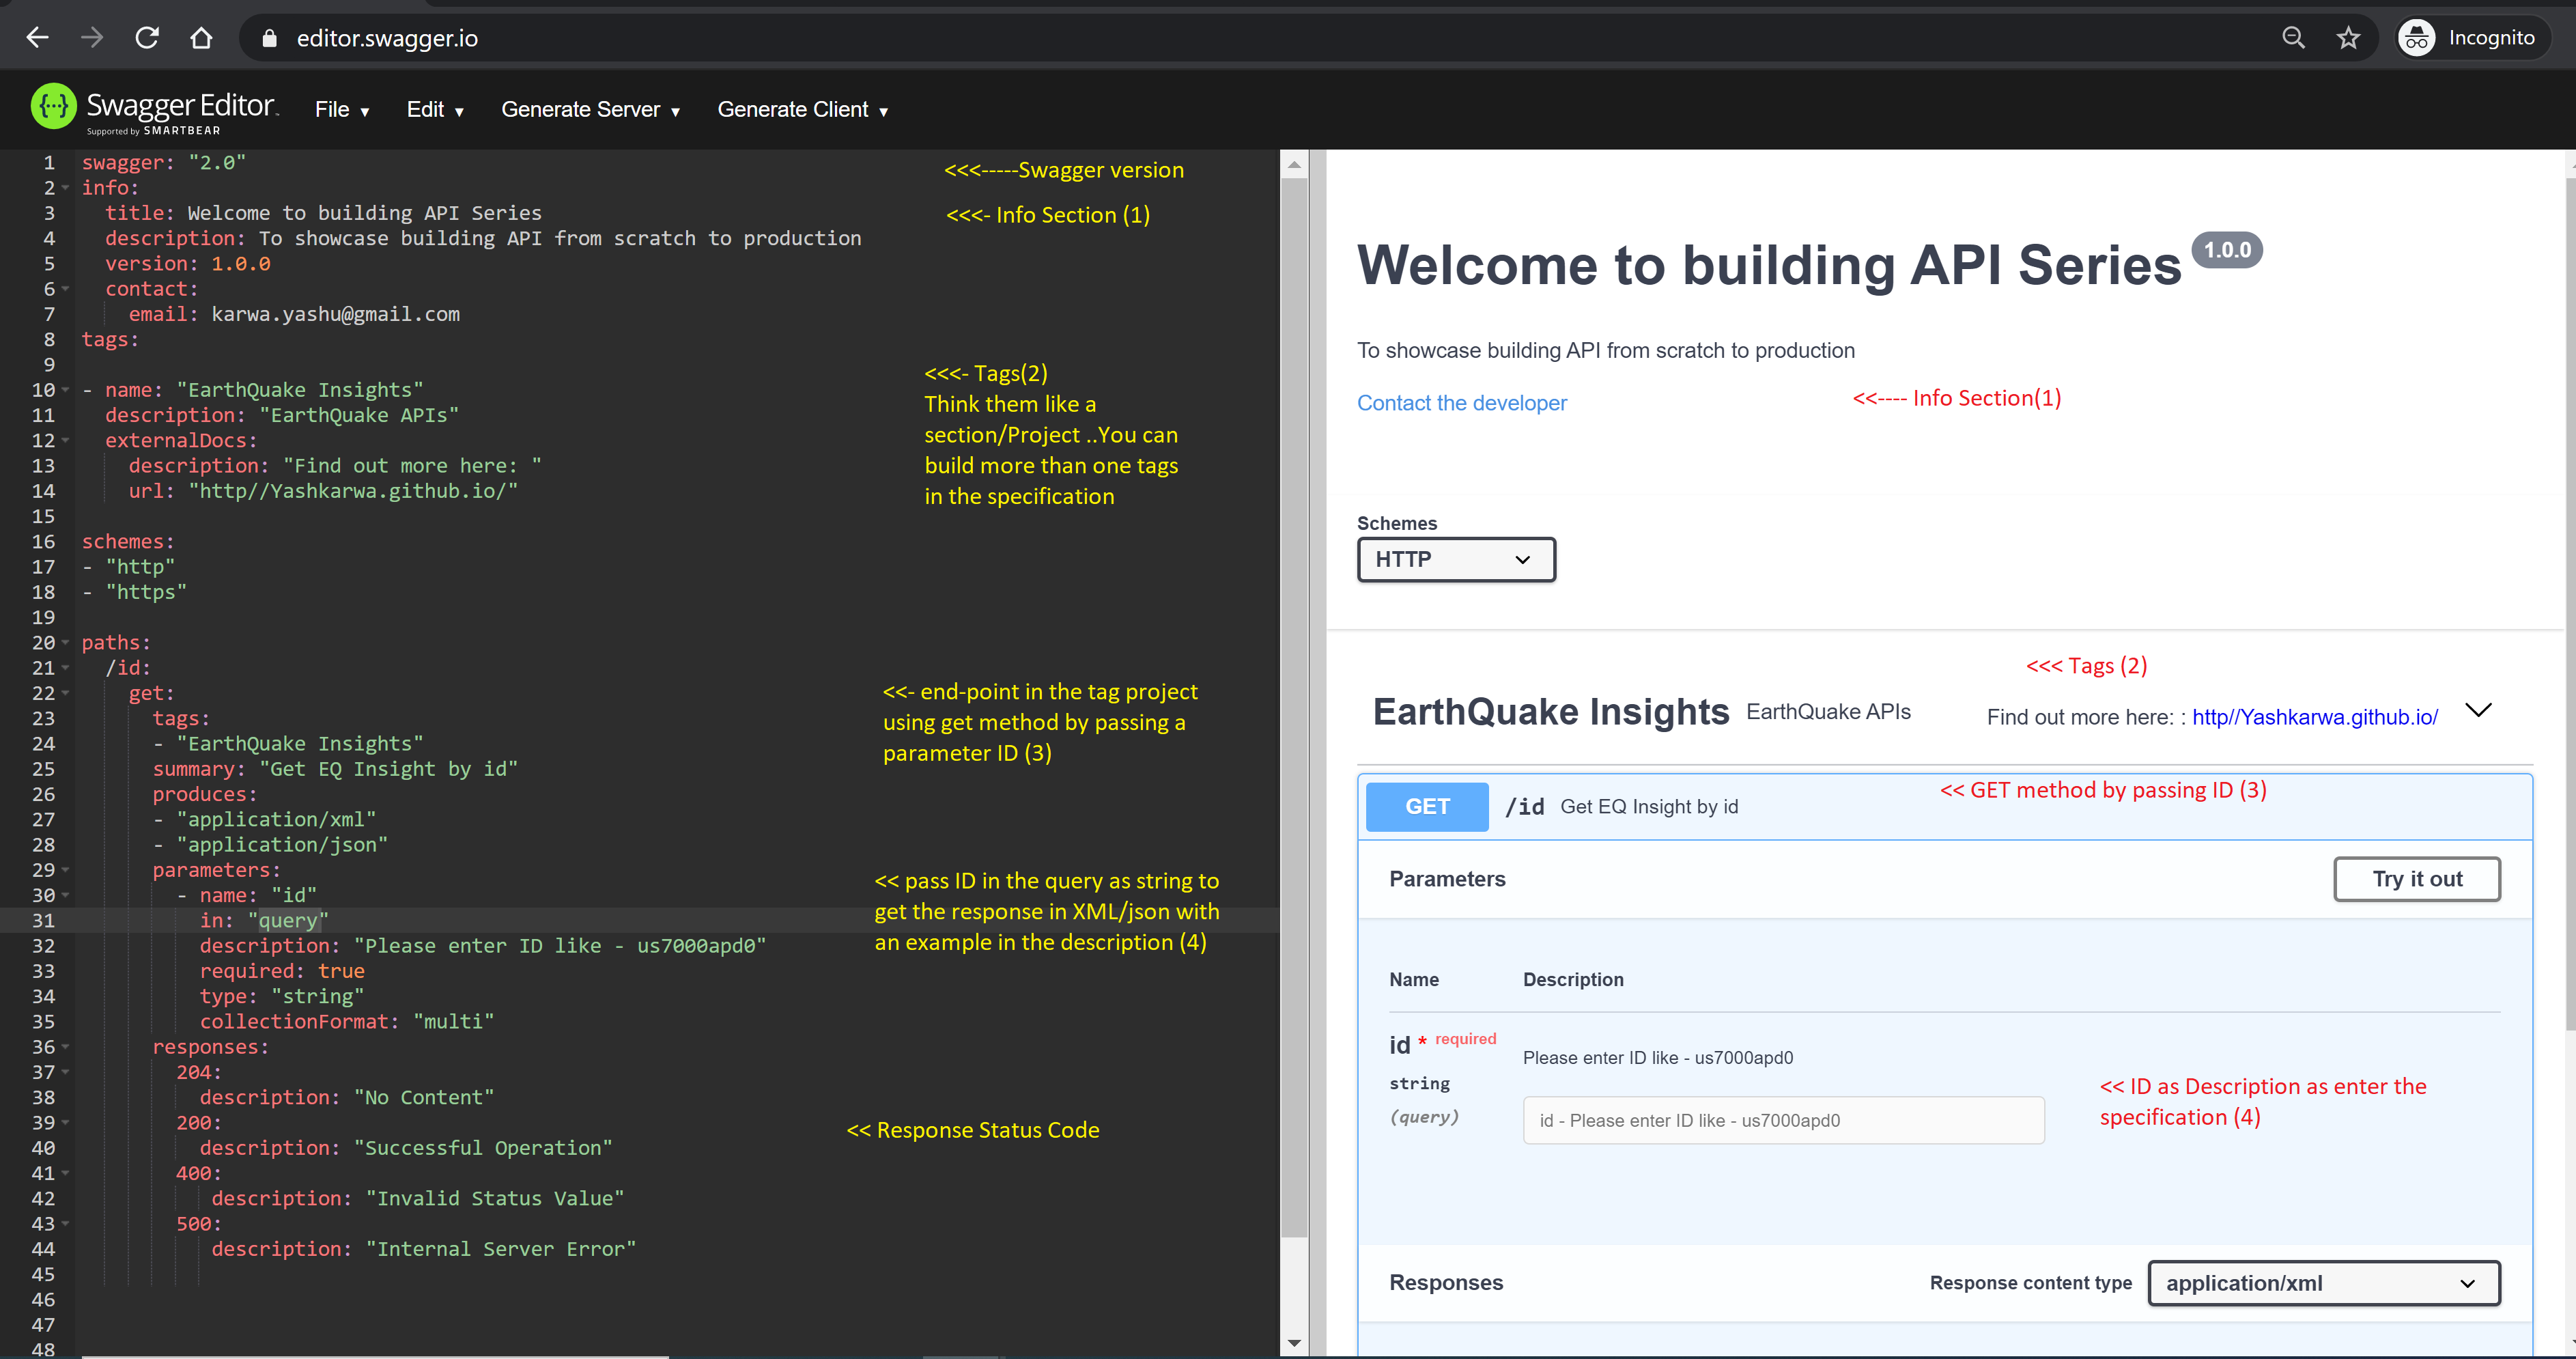 editor.swagger.io
Incognito
{···} Swagger Editor
Supported by SMARTBEAR
File ▼ Edit ▼ Generate Server ▼ Generate Client ▼
1 swagger: "2.0"
2 info:
3 title: Welcome to building API Series
4 description: To showcase building API from scratch to production
5 version: 1.0.0
6 contact:
7 email: karwa.yashu@gmail.com
8 tags:
9
10 - name: "EarthQuake Insights"
11 description: "EarthQuake APIs"
12 externalDocs:
13 description: "Find out more here: "
14 url: "http//Yashkarwa.github.io/"
15
16 schemes:
17 - "http"
18 - "https"
19
20 paths:
21 /id:
22 get:
23 tags:
24 - "EarthQuake Insights"
25 summary: "Get EQ Insight by id"
26 produces:
27 - "application/xml"
28 - "application/json"
29 parameters:
30 - name: "id"
31 in: "query"
32 description: "Please enter ID like - us7000apd0"
33 required: true
34 type: "string"
35 collectionFormat: "multi"
36 responses:
37 204:
38 description: "No Content"
39 200:
40 description: "Successful Operation"
41 400:
42 description: "Invalid Status Value"
43 500:
44 description: "Internal Server Error"
45
46
47
48
<<<-----Swagger version
<<<- Info Section (1)
<<<- Tags(2)
Think them like a
section/Project ..You can
build more than one tags
in the specification
<<- end-point in the tag project
using get method by passing a
parameter ID (3)
<< pass ID in the query as string to
get the response in XML/json with
an example in the description (4)
<< Response Status Code
Welcome to building API Series 1.0.0
To showcase building API from scratch to production
Contact the developer
<<---- Info Section(1)
Schemes
HTTP
<<< Tags (2)
EarthQuake Insights EarthQuake APIs
Find out more here: : http//Yashkarwa.github.io/
GET /id Get EQ Insight by id
<< GET method by passing ID (3)
Parameters
Try it out
Name Description
id * required
string
(query)
Please enter ID like - us7000apd0
id - Please enter ID like - us7000apd0
<< ID as Description as enter the
specification (4)
Responses
Response content type
application/xml